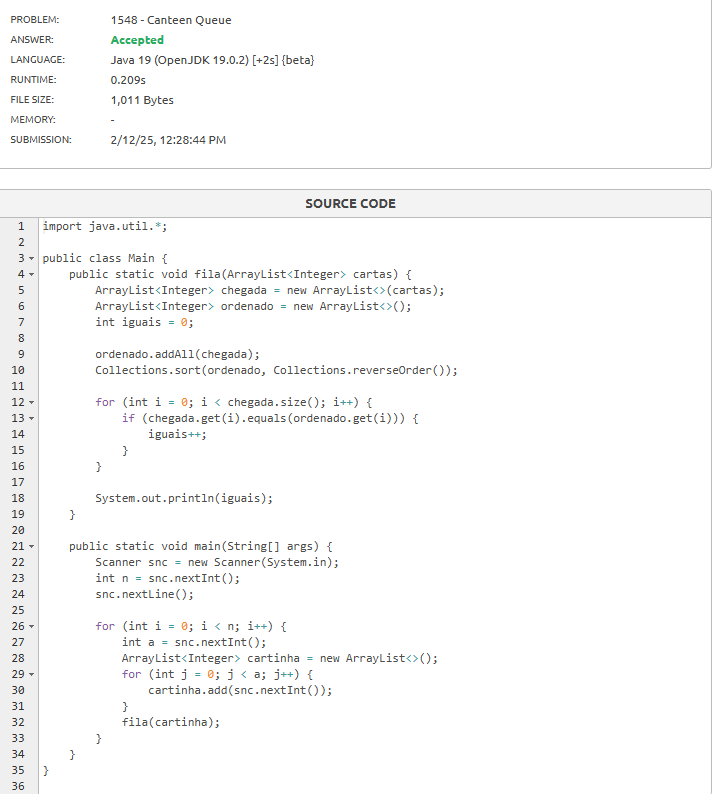 PROBLEM: 1548 - Canteen Queue
ANSWER: Accepted
LANGUAGE: Java 19 (OpenJDK 19.0.2) [+2s] {beta}
RUNTIME: 0.209s
FILE SIZE: 1,011 Bytes
MEMORY: -
SUBMISSION: 2/12/25, 12:28:44 PM
SOURCE CODE
1 import java.util.*;
2
3 public class Main {
4     public static void fila(ArrayList<Integer> cartas) {
5         ArrayList<Integer> chegada = new ArrayList<>(cartas);
6         ArrayList<Integer> ordenado = new ArrayList<>();
7         int iguais = 0;
8
9         ordenado.addAll(chegada);
10         Collections.sort(ordenado, Collections.reverseOrder());
11
12         for (int i = 0; i < chegada.size(); i++) {
13             if (chegada.get(i).equals(ordenado.get(i))) {
14                 iguais++;
15             }
16         }
17
18         System.out.println(iguais);
19     }
20
21     public static void main(String[] args) {
22         Scanner snc = new Scanner(System.in);
23         int n = snc.nextInt();
24         snc.nextLine();
25
26         for (int i = 0; i < n; i++) {
27             int a = snc.nextInt();
28             ArrayList<Integer> cartinha = new ArrayList<>();
29             for (int j = 0; j < a; j++) {
30                 cartinha.add(snc.nextInt());
31             }
32             fila(cartinha);
33         }
34     }
35 }
36